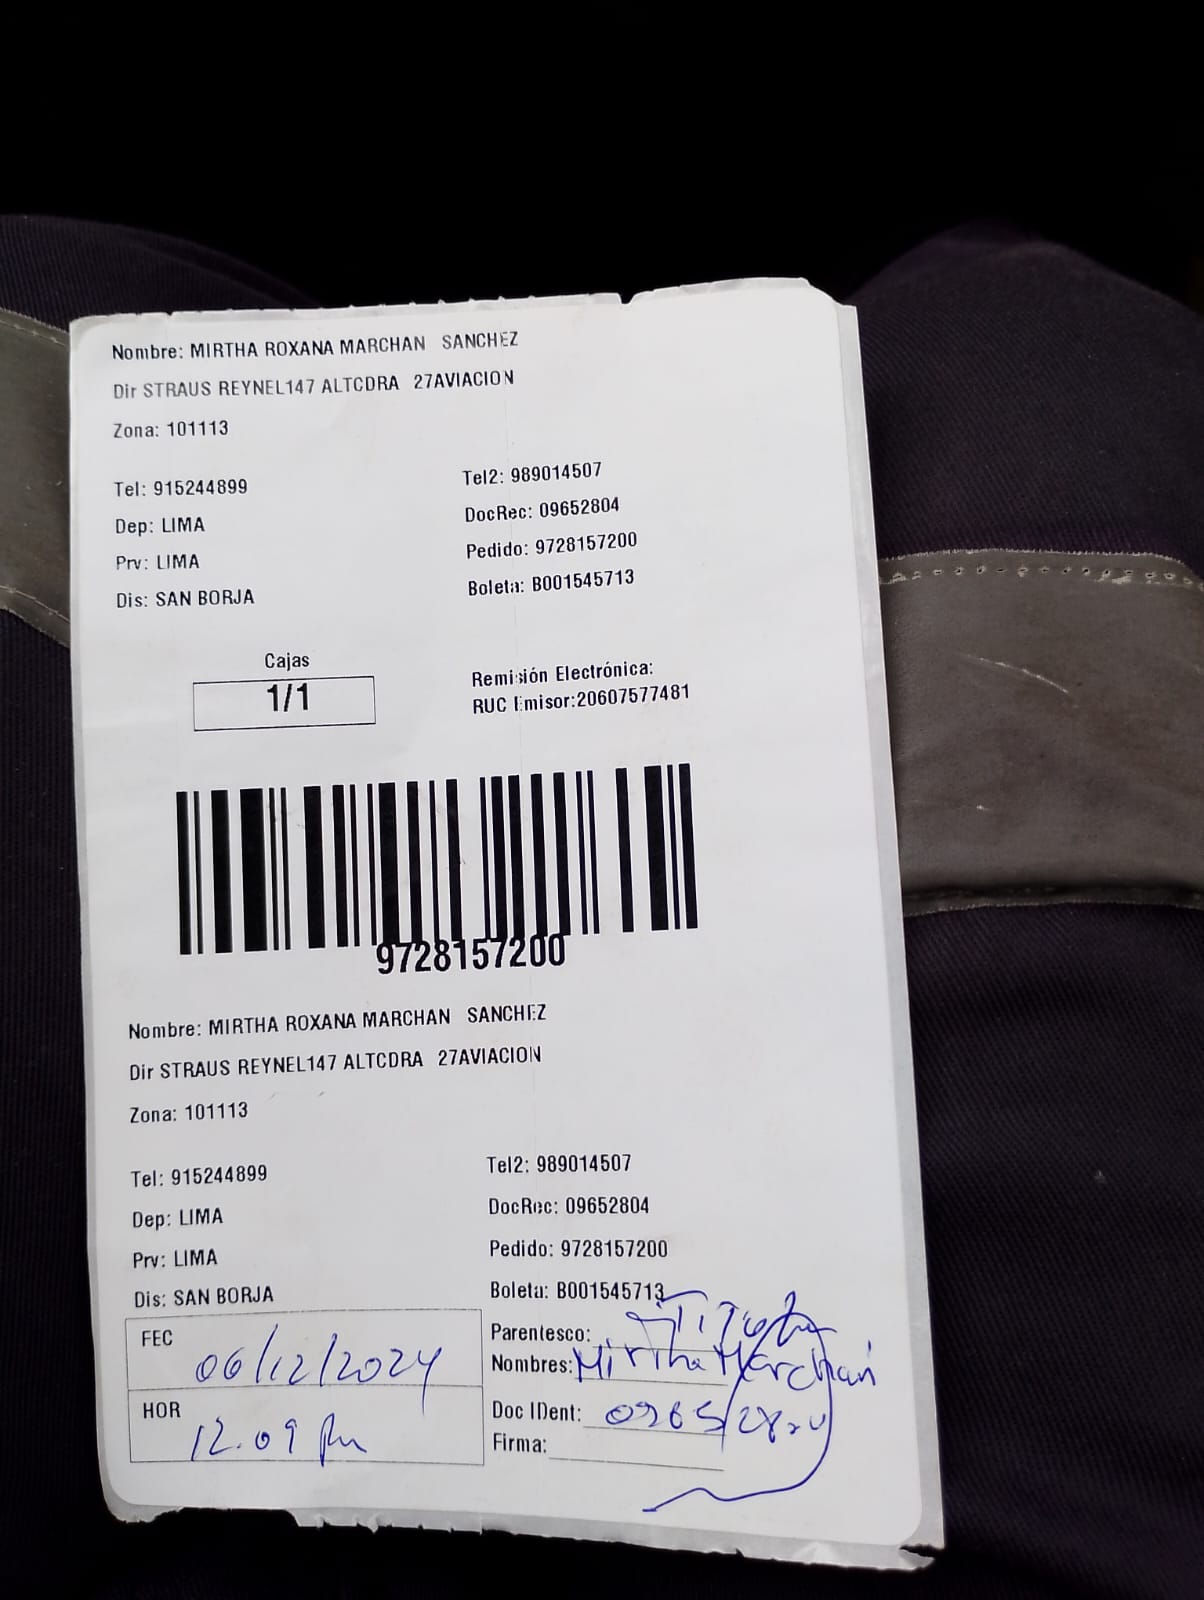 Nombre: MIRTHA ROXANA MARCHAN SANCHEZ
Dir STRAUS REYNEL147 ALTCDRA 27AVIACION
Zona: 101113
Tel: 915244899 Tel2: 989014507
Dep: LIMA DocRec: 09652804
Prv: LIMA Pedido: 9728157200
Dis: SAN BORJA Boleta: B001545713
Cajas
1/1
Remisión Electrónica:
RUC Emisor:20607577481
9728157200
Nombre: MIRTHA ROXANA MARCHAN SANCHEZ
Dir STRAUS REYNEL147 ALTCDRA 27AVIACION
Zona: 101113
Tel: 915244899 Tel2: 989014507
Dep: LIMA DocRec: 09652804
Prv: LIMA Pedido: 9728157200
Dis: SAN BORJA Boleta: B001545713
FEC 06/12/2024
HOR 12.09 pm
Parentesco:
Nombres: Mirtha Marchán
Doc IDent:
Firma: